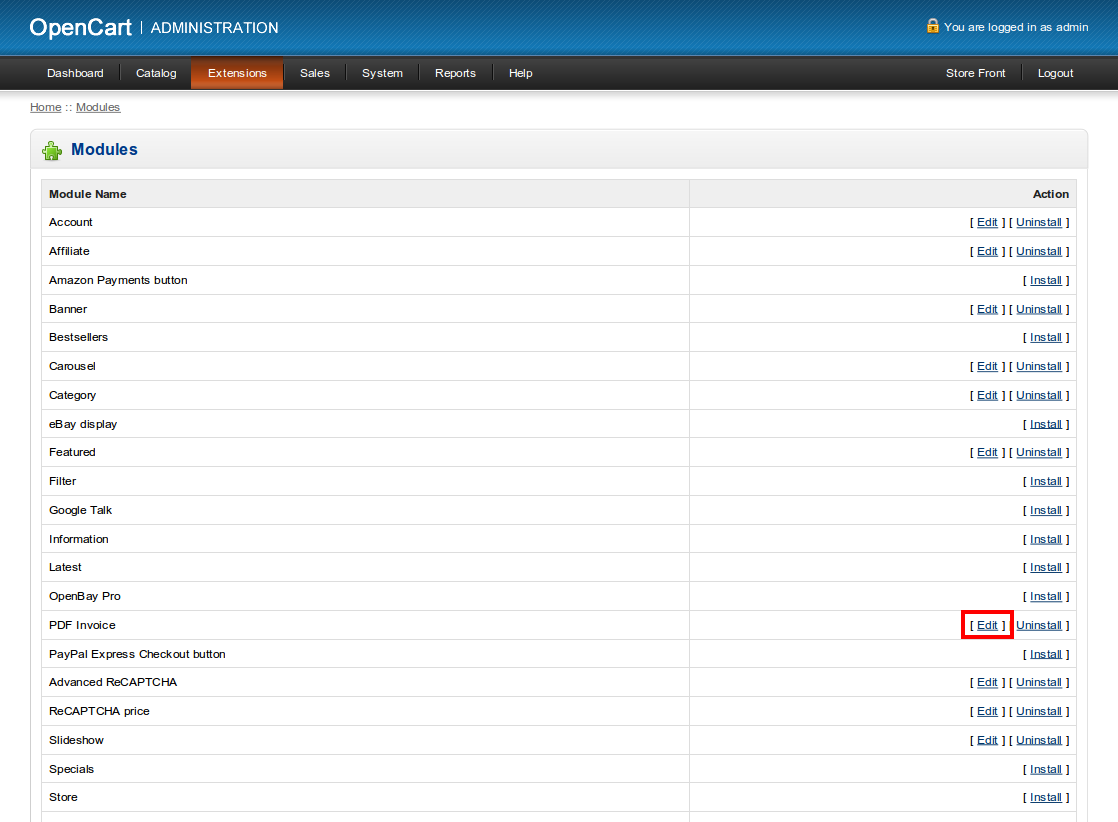 OpenCart | ADMINISTRATION You are logged in as admin
Dashboard Catalog Extensions Sales System Reports Help Store Front Logout
Home :: Modules
Modules
Module Name Action
Account [ Edit ] [ Uninstall ]
Affiliate [ Edit ] [ Uninstall ]
Amazon Payments button [ Install ]
Banner [ Edit ] [ Uninstall ]
Bestsellers [ Install ]
Carousel [ Edit ] [ Uninstall ]
Category [ Edit ] [ Uninstall ]
eBay display [ Install ]
Featured [ Edit ] [ Uninstall ]
Filter [ Install ]
Google Talk [ Install ]
Information [ Install ]
Latest [ Install ]
OpenBay Pro [ Install ]
PDF Invoice [ Edit ] [ Uninstall ]
PayPal Express Checkout button [ Install ]
Advanced ReCAPTCHA [ Edit ] [ Uninstall ]
ReCAPTCHA price [ Edit ] [ Uninstall ]
Slideshow [ Edit ] [ Uninstall ]
Specials [ Install ]
Store [ Install ]